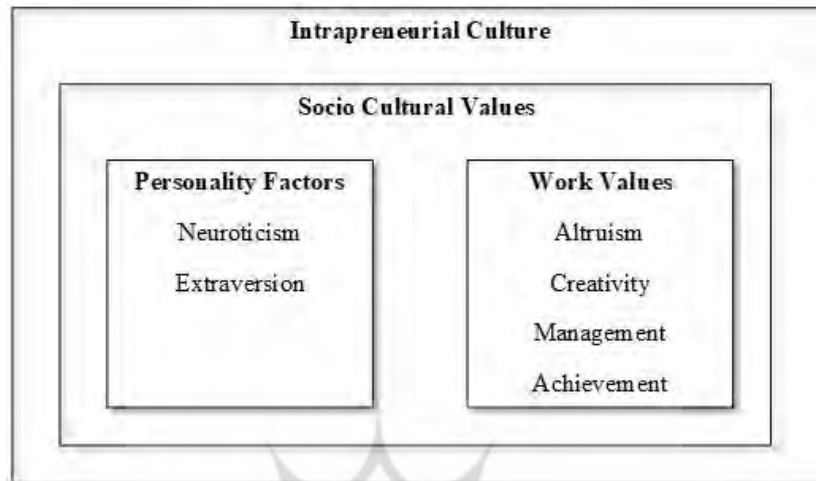 Intrapreneurial Culture
Socio Cultural Values
Personality Factors
Neuroticism
Extraversion
Work Values
Altruism
Creativity
Management
Achievement